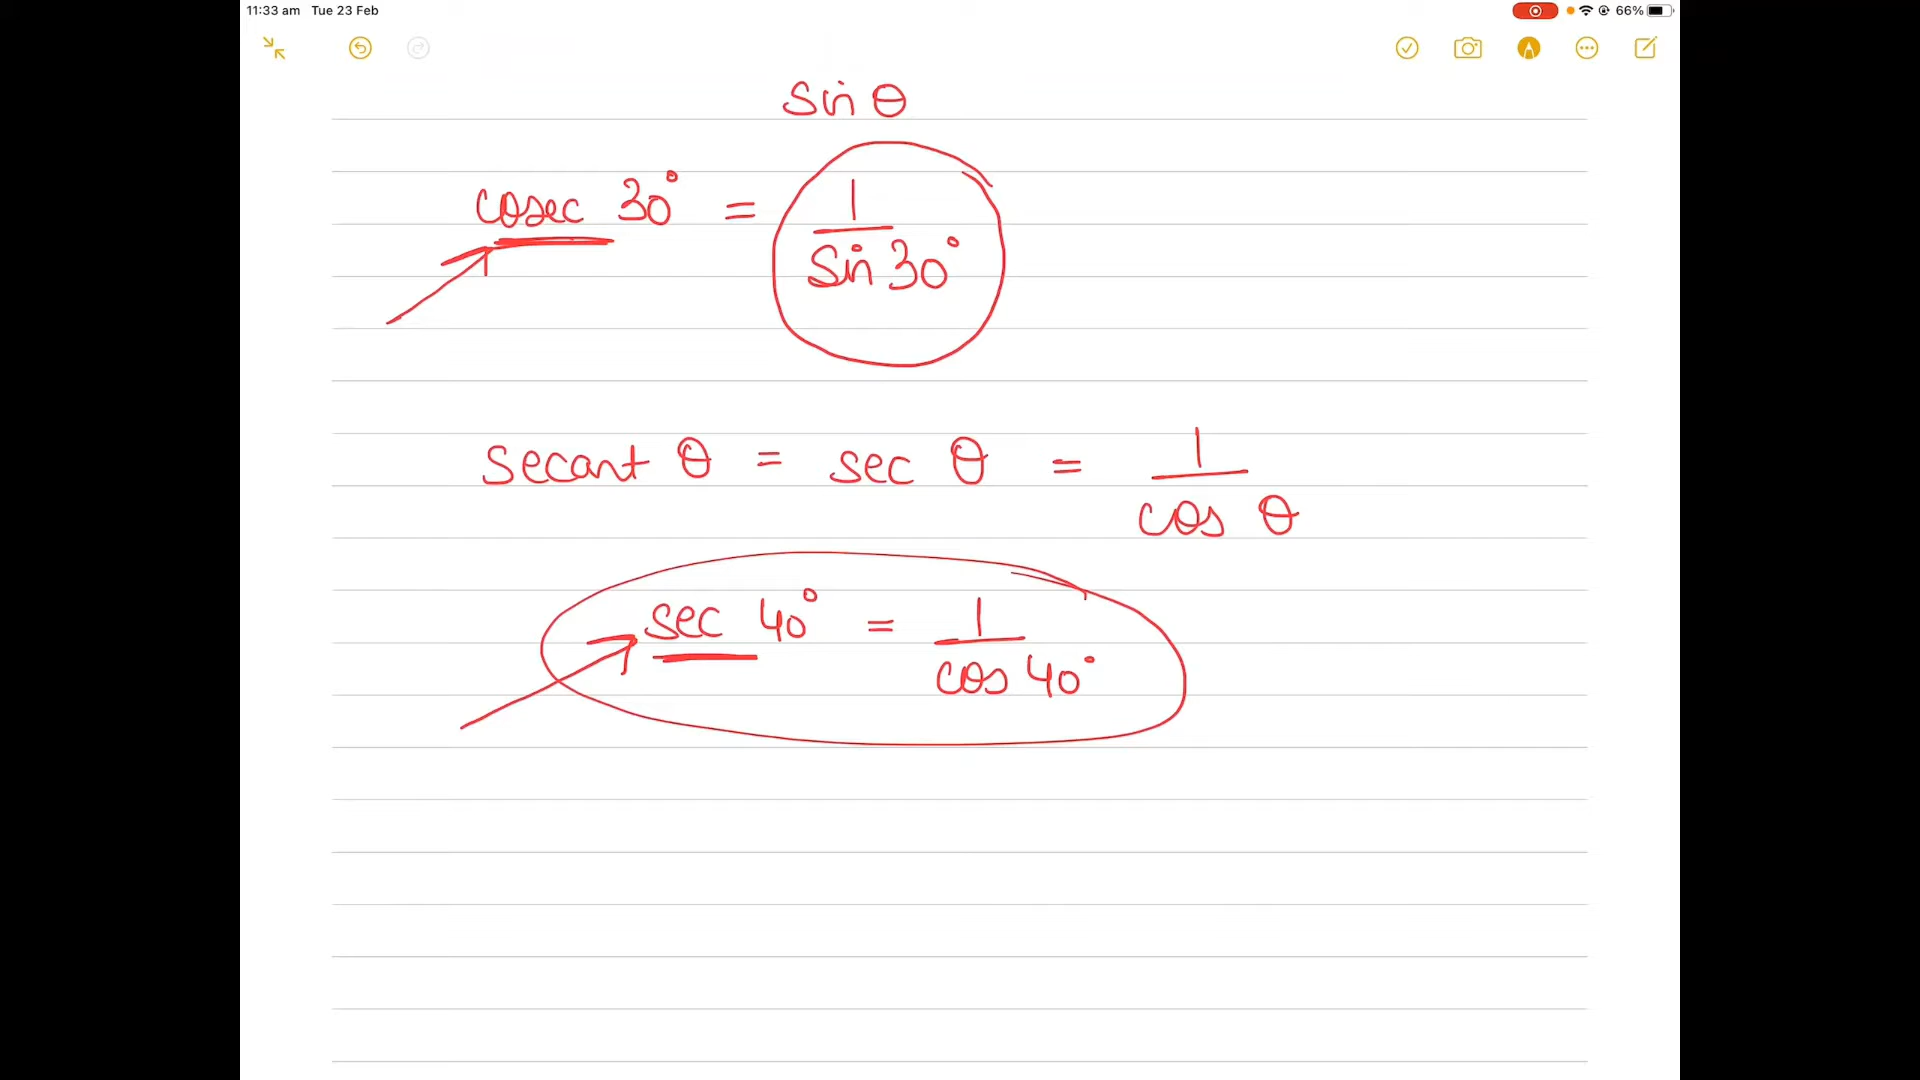 11:33 am Tue 23 Feb 66%
sin θ
cosec 30° = 1/sin 30°
secant θ = sec θ = 1/cos θ
sec 40° = 1/cos 40°